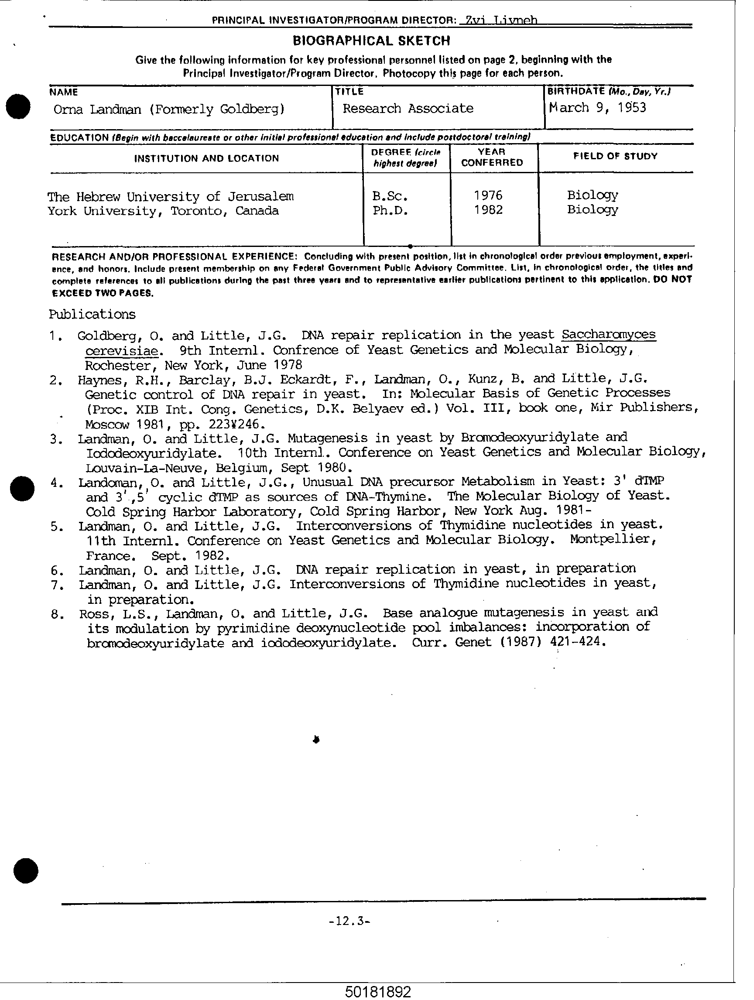 PRINCIPAL INVESTIGATOR/PROGRAM DIRECTOR: Zvi Livneh
BIOGRAPHICAL SKETCH
Give the following information for key professional personnel listed on page 2, beginning with the
Principal Investigator/Program Director. Photocopy this page for each person.
NAME TITLE BIRTHDATE (Mo., Day, Yr.)
Orna Landman (Formerly Goldberg) Research Associate March 9, 1953
EDUCATION (Begin with baccalaureate or other initial professional education and include postdoctoral training)
INSTITUTION AND LOCATION DEGREE (circle highest degree) YEAR CONFERRED FIELD OF STUDY
The Hebrew University of Jerusalem B.Sc. 1976 Biology
York University, Toronto, Canada Ph.D. 1982 Biology
RESEARCH AND/OR PROFESSIONAL EXPERIENCE: Concluding with present position, list in chronological order previous employment, experi-
ence, and honors. Include present membership on any Federal Government Public Advisory Committee. List, in chronological order, the titles and
complete references to all publications during the past three years and to representative earlier publications pertinent to this application. DO NOT
EXCEED TWO PAGES.
Publications
1. Goldberg, O. and Little, J.G. DNA repair replication in the yeast Saccharomyces
cerevisiae. 9th Internl. Confrence of Yeast Genetics and Molecular Biology,
Rochester, New York, June 1978
2. Haynes, R.H., Barclay, B.J. Eckardt, F., Landman, O., Kunz, B. and Little, J.G.
Genetic control of DNA repair in yeast. In: Molecular Basis of Genetic Processes
(Proc. XIB Int. Cong. Genetics, D.K. Belyaev ed.) Vol. III, book one, Mir Publishers,
Moscow 1981, pp. 223¥246.
3. Landman, O. and Little, J.G. Mutagenesis in yeast by Bromodeoxyuridylate and
Iododeoxyuridylate. 10th Internl. Conference on Yeast Genetics and Molecular Biology,
Louvain-La-Neuve, Belgium, Sept 1980.
4. Landoman, O. and Little, J.G., Unusual DNA precursor Metabolism in Yeast: 3' dTMP
and 3',5' cyclic dTMP as sources of DNA-Thymine. The Molecular Biology of Yeast.
Cold Spring Harbor Laboratory, Cold Spring Harbor, New York Aug. 1981-
5. Landman, O. and Little, J.G. Interconversions of Thymidine nucleotides in yeast.
11th Internl. Conference on Yeast Genetics and Molecular Biology. Montpellier,
France. Sept. 1982.
6. Landman, O. and Little, J.G. DNA repair replication in yeast, in preparation
7. Landman, O. and Little, J.G. Interconversions of Thymidine nucleotides in yeast,
in preparation.
8. Ross, L.S., Landman, O. and Little, J.G. Base analogue mutagenesis in yeast and
its modulation by pyrimidine deoxynucleotide pool imbalances: incorporation of
bromodeoxyuridylate and iododeoxyuridylate. Curr. Genet (1987) 421-424.
-12.3-
50181892